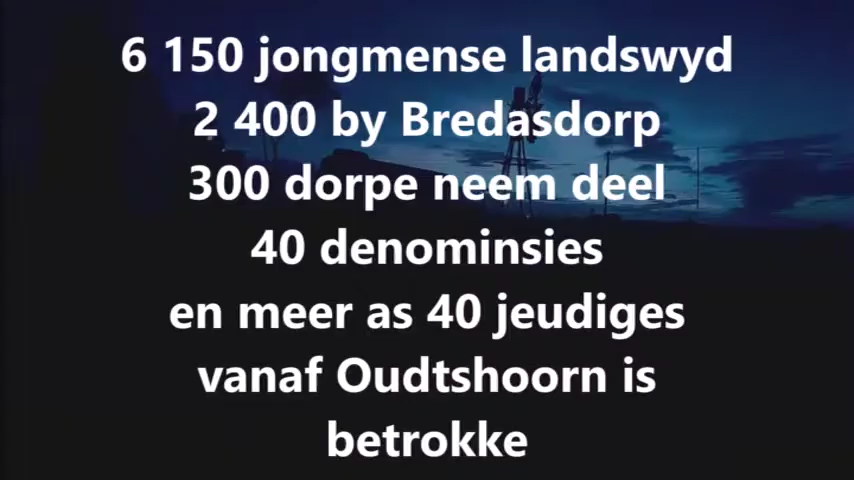 6 150 jongmense landswyd
2 400 by Bredasdorp
300 dorpe neem deel
40 denominsies
en meer as 40 jeudiges
vanaf Oudtshoorn is
betrokke